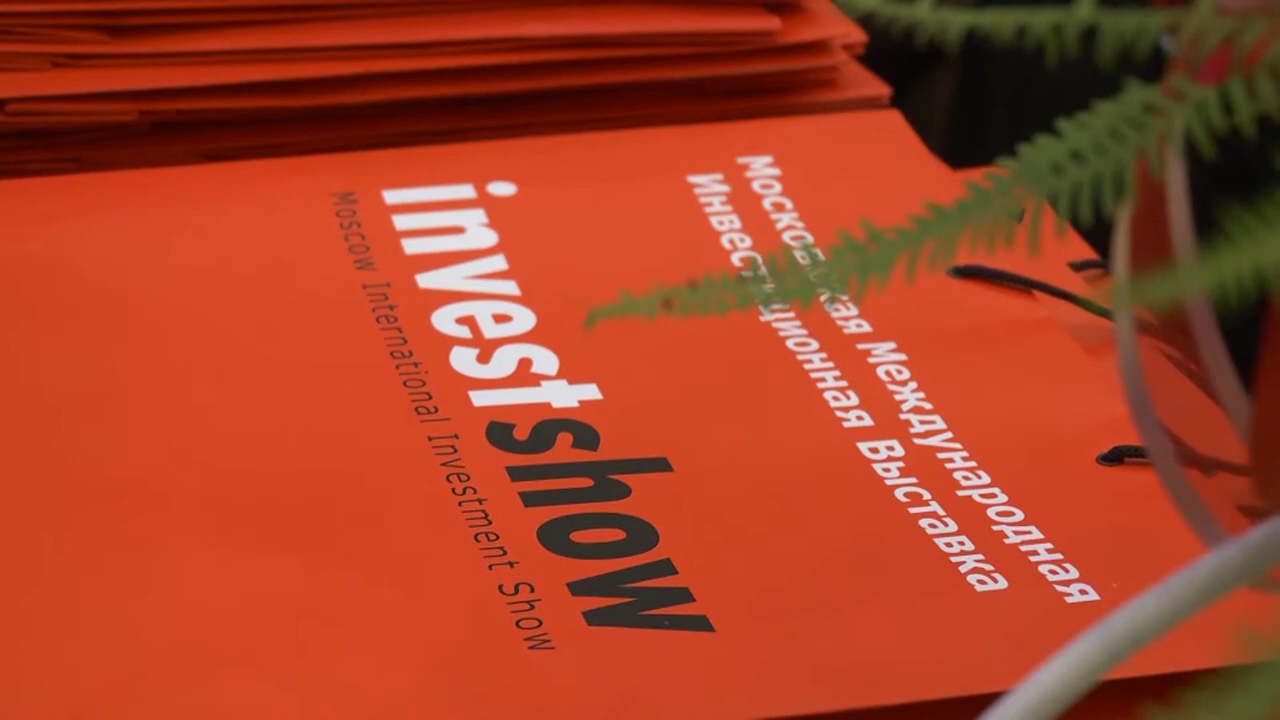 Московская Международная
Инвестиционная Выставка
investshow
Moscow International Investment Show